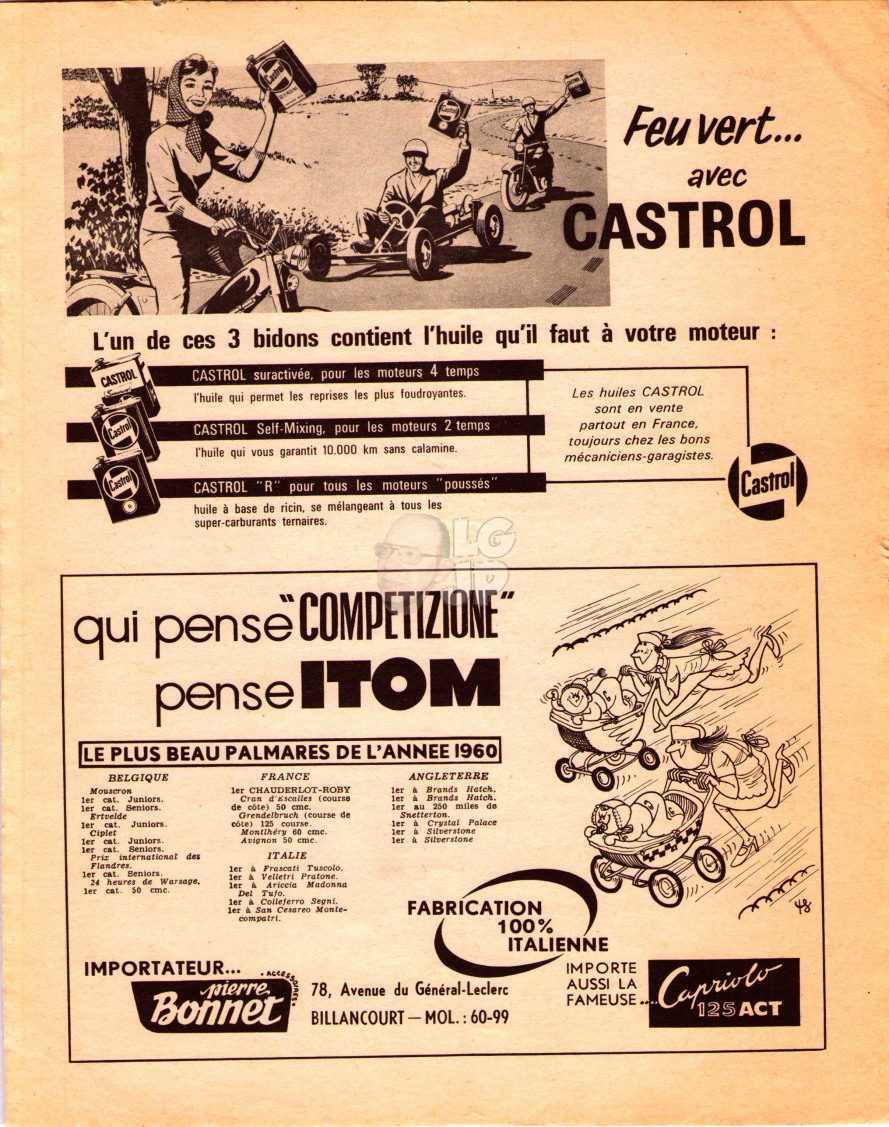 Castrol
Castrol
Castrol
Feu vert...
avec
CASTROL
L'un de ces 3 bidons contient l'huile qu'il faut à votre moteur :
CASTROL
CASTROL suractivée, pour les moteurs 4 temps
l'huile qui permet les reprises les plus foudroyantes.
Castrol
CASTROL Self-Mixing, pour les moteurs 2 temps
l'huile qui vous garantit 10.000 km sans calamine.
Castrol
R
CASTROL "R" pour tous les moteurs "poussés"
huile à base de ricin, se mélangeant à tous les
super-carburants ternaires.
Les huiles CASTROL
sont en vente
partout en France,
toujours chez les bons
mécaniciens-garagistes.
Castrol
qui pense "COMPETIZIONE"
pense ITOM
LE PLUS BEAU PALMARES DE L'ANNEE 1960
BELGIQUE
Mouscron
1er cat. Juniors.
1er cat. Seniors.
Ertvelde
1er cat. Juniors.
Ciplet
1er cat. Juniors.
1er cat. Seniors.
Prix international des
Flandres.
1er cat. Seniors.
24 heures de Warsage.
1er cat. 50 cmc.
FRANCE
1er CHAUDERLOT-ROBY
Cran d'Escalles (course
de côte) 50 cmc.
Grendelbruch (course de
côte) 125 course.
Montlhéry 60 cmc.
Avignon 50 cmc.
ITALIE
1er à Frascati Tuscolo.
1er à Velletri Pratone.
1er à Ariccia Madonna
Del Tufo.
1er à Colleferro Segni.
1er à San Cesareo Monte-
compatri.
ANGLETERRE
1er à Brands Hatch.
1er à Brands Hatch.
1er au 250 miles de
Snetterton.
1er à Crystal Palace
1er à Silverstone
1er à Silverstone
FABRICATION
100%
ITALIENNE
IMPORTATEUR...
pierre
Bonnet
ACCESSOIRES
78, Avenue du Général-Leclerc
BILLANCOURT — MOL. : 60-99
IMPORTE
AUSSI LA
FAMEUSE....
Capriolo
125 ACT